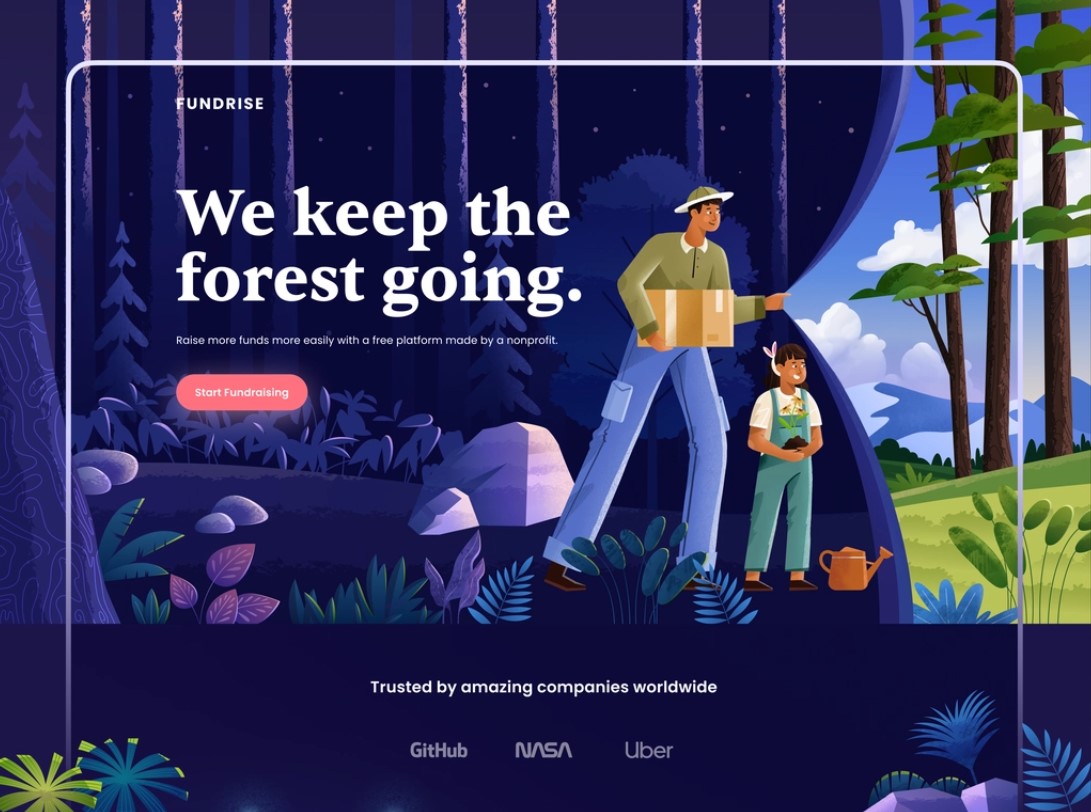 FUNDRISE
We keep the
forest going.
Raise more funds more easily with a free platform made by a nonprofit.
Start Fundraising
Trusted by amazing companies worldwide
GitHub NASA Uber